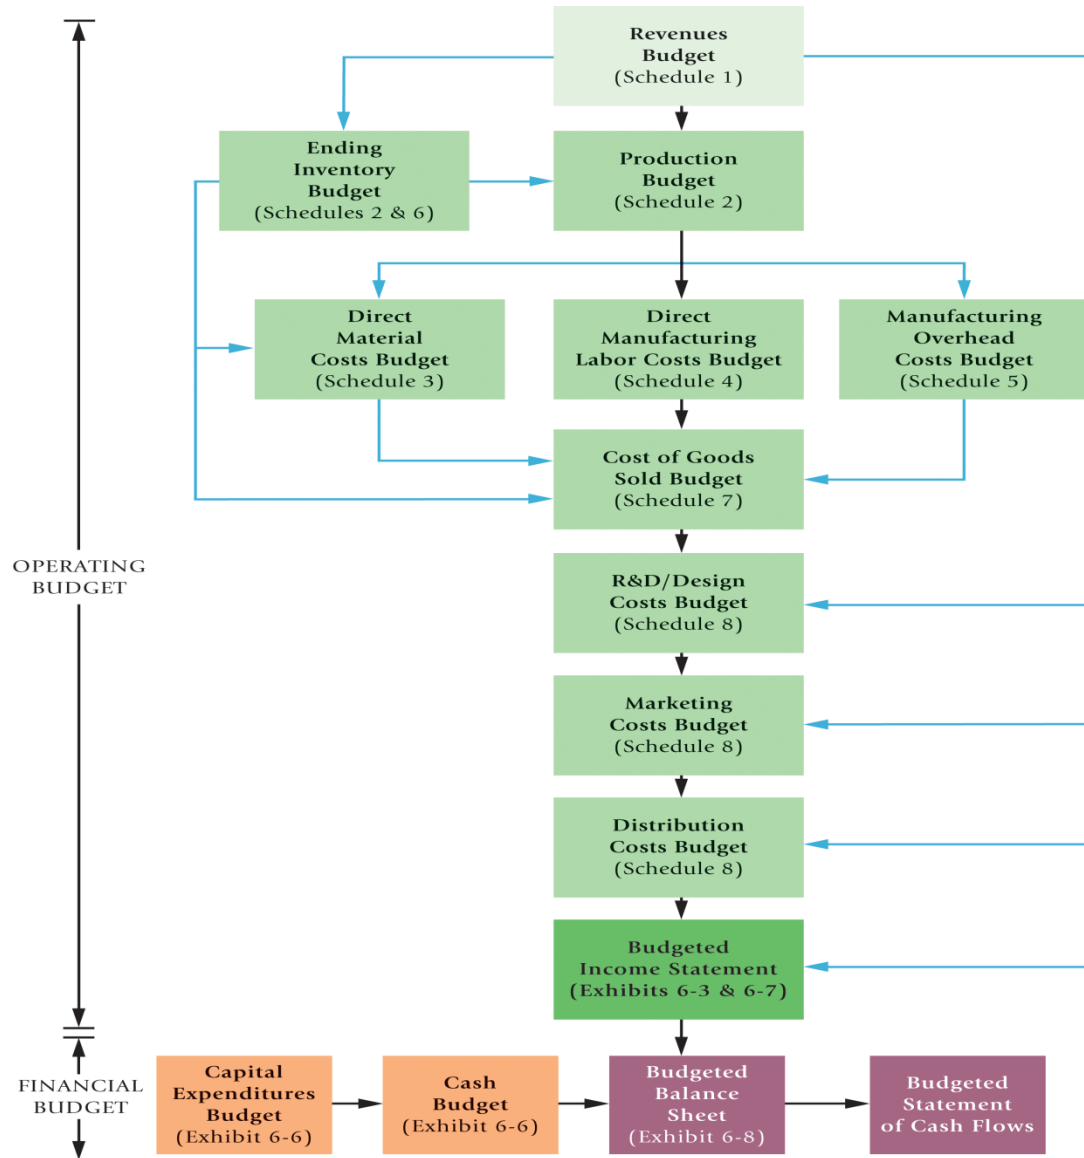 Revenues
Budget
(Schedule 1)
Ending
Inventory
Budget
(Schedules 2 & 6)
Production
Budget
(Schedule 2)
Direct
Material
Costs Budget
(Schedule 3)
Direct
Manufacturing
Labor Costs Budget
(Schedule 4)
Manufacturing
Overhead
Costs Budget
(Schedule 5)
Cost of Goods
Sold Budget
(Schedule 7)
OPERATING
BUDGET
R&D/Design
Costs Budget
(Schedule 8)
Marketing
Costs Budget
(Schedule 8)
Distribution
Costs Budget
(Schedule 8)
Budgeted
Income Statement
(Exhibits 6-3 & 6-7)
FINANCIAL
BUDGET
Capital
Expenditures
Budget
(Exhibit 6-6)
Cash
Budget
(Exhibit 6-6)
Budgeted
Balance
Sheet
(Exhibit 6-8)
Budgeted
Statement
of Cash Flows